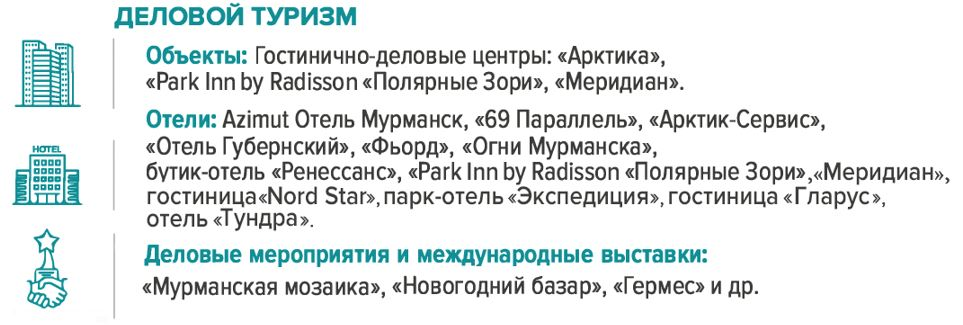 ДЕЛОВОЙ ТУРИЗМ
Объекты: Гостинично-деловые центры: «Арктика»,
«Park Inn by Radisson «Полярные Зори», «Меридиан».
Отели: Azimut Отель Мурманск, «69 Параллель», «Арктик-Сервис»,
HOTEL
«Отель Губернский», «Фьорд», «Огни Мурманска»,
бутик-отель «Ренессанс», «Park Inn by Radisson «Полярные Зори»,«Меридиан»,
гостиница«Nord Star», парк-отель «Экспедиция», гостиница «Гларус»,
отель «Тундра».
Деловые мероприятия и международные выставки:
«Мурманская мозаика», «Новогодний базар», «Гермес» и др.